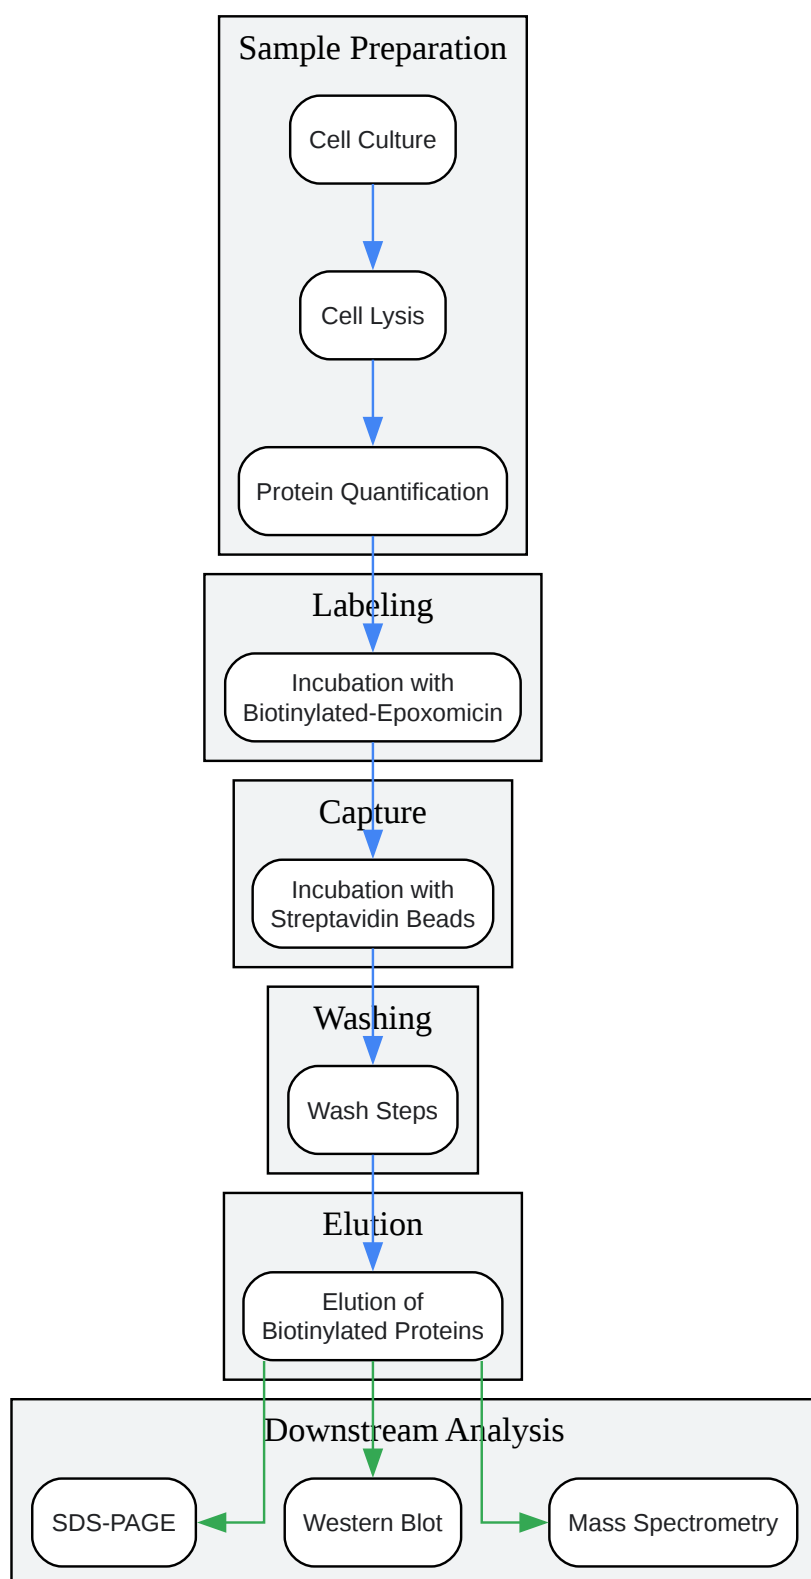 Sample Preparation
Cell Culture
Cell Lysis
Protein Quantification
Labeling
Incubation with
Biotinylated-Epoxomicin
Capture
Incubation with
Streptavidin Beads
Washing
Wash Steps
Elution
Elution of
Biotinylated Proteins
Downstream Analysis
SDS-PAGE
Western Blot
Mass Spectrometry